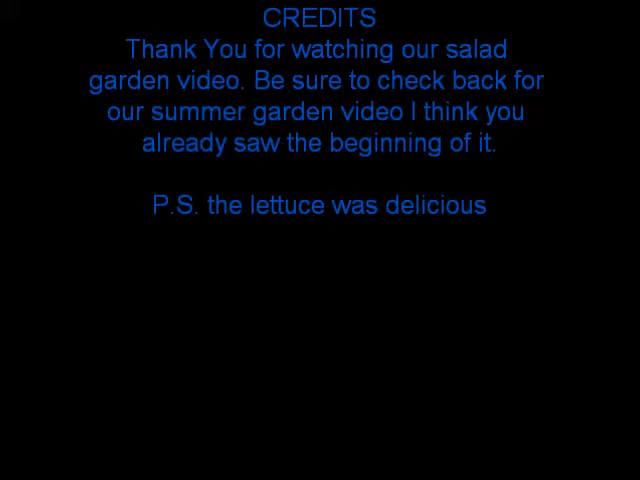 CREDITS
Thank You for watching our salad
garden video. Be sure to check back for
our summer garden video I think you
already saw the beginning of it.
P.S. the lettuce was delicious